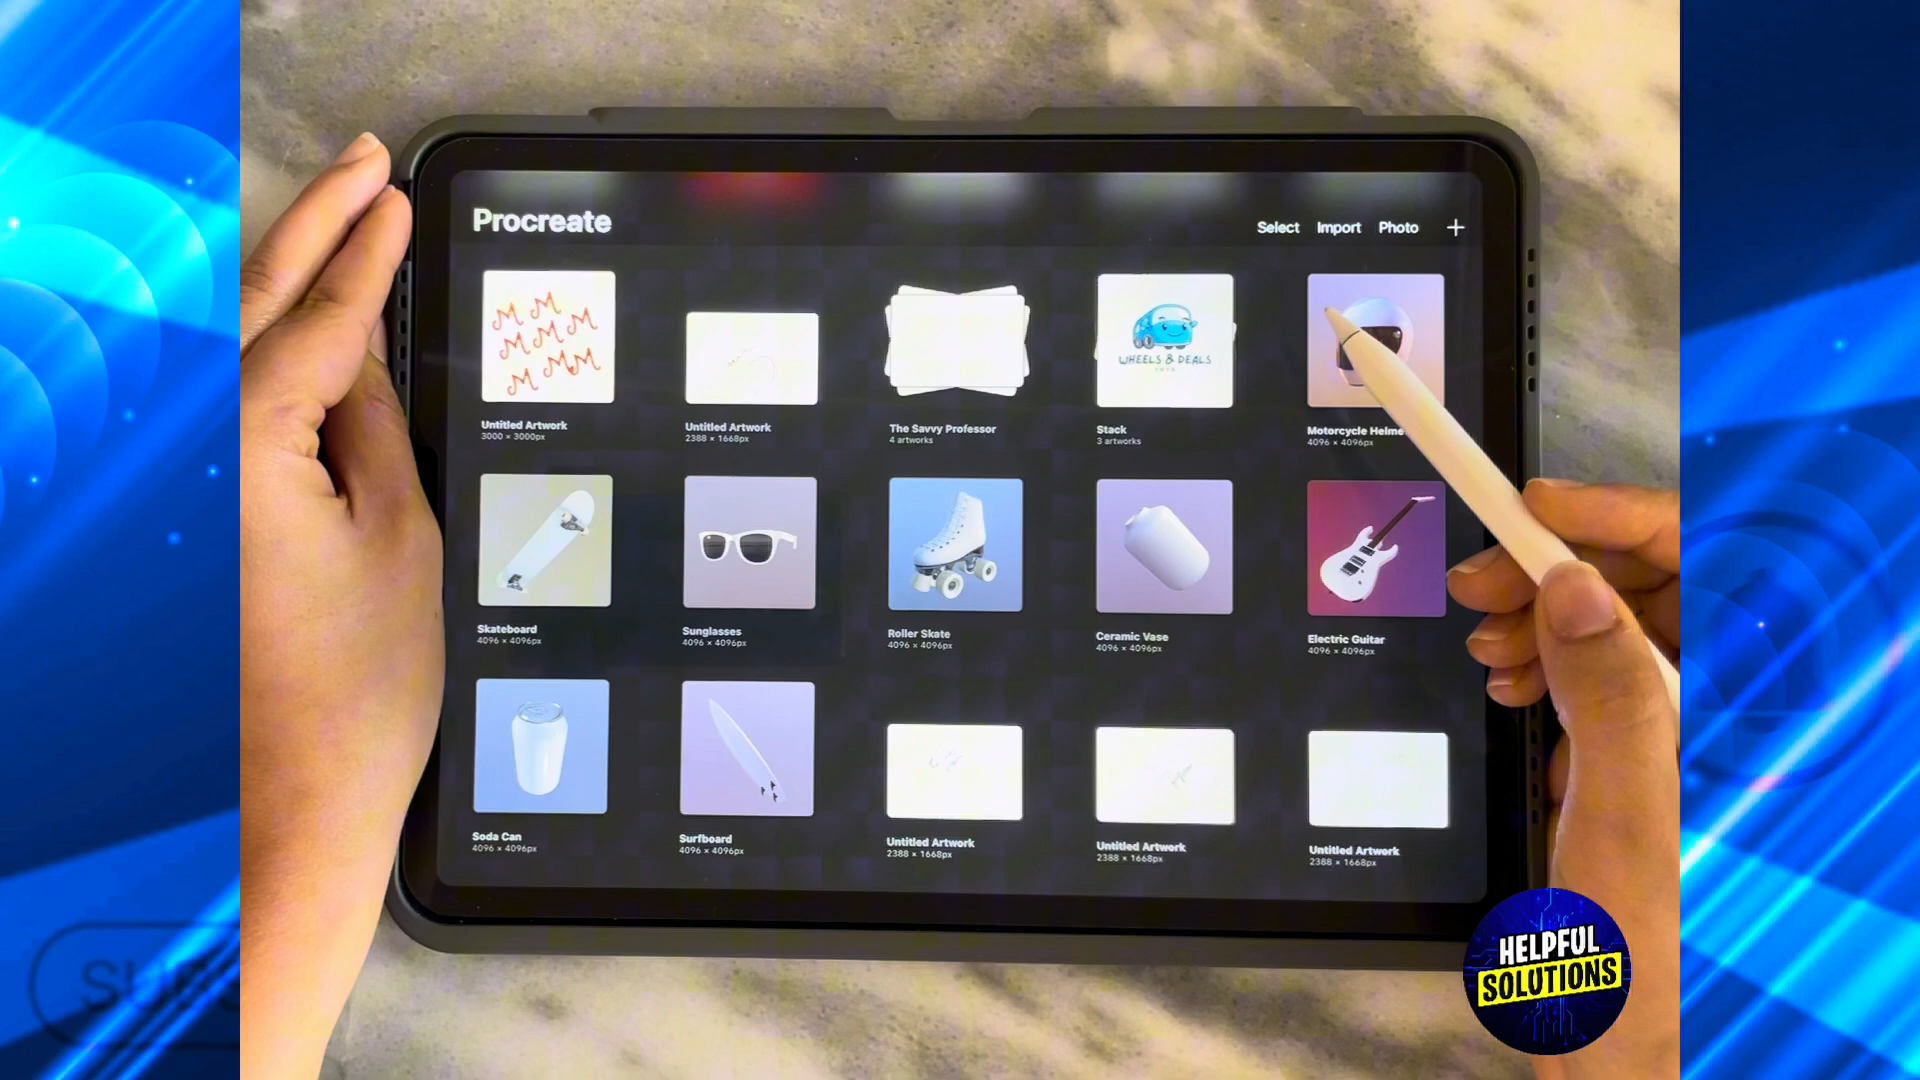 Procreate
Select Import Photo +
M M
M M M
M M M M
M M M
WHEELS & DEALS
Untitled Artwork
3000 × 3000px
Untitled Artwork
2388 × 1668px
The Savvy Professor
4 artworks
Stack
3 artworks
Motorcycle Helme
4096 × 4096px
Skateboard
4096 × 4096px
Sunglasses
4096 × 4096px
Roller Skate
4096 × 4096px
Ceramic Vase
4096 × 4096px
Electric Guitar
4096 × 4096px
Soda Can
4096 × 4096px
Surfboard
4096 × 4096px
Untitled Artwork
2388 × 1668px
Untitled Artwork
2388 × 1668px
Untitled Artwork
2388 × 1668px
HELPFUL
SOLUTIONS